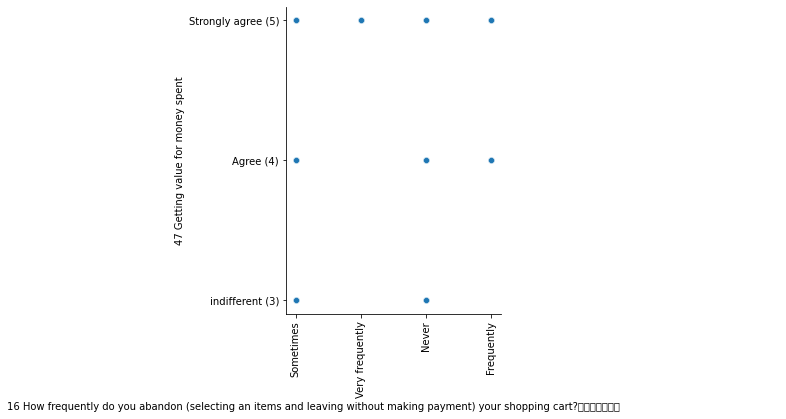 Strongly agree (5)
47 Getting value for money spent
Agree (4)
indifferent (3)
Sometimes
Very frequently
Never
Frequently
16 How frequently do you abandon (selecting an items and leaving without making payment) your shopping cart?